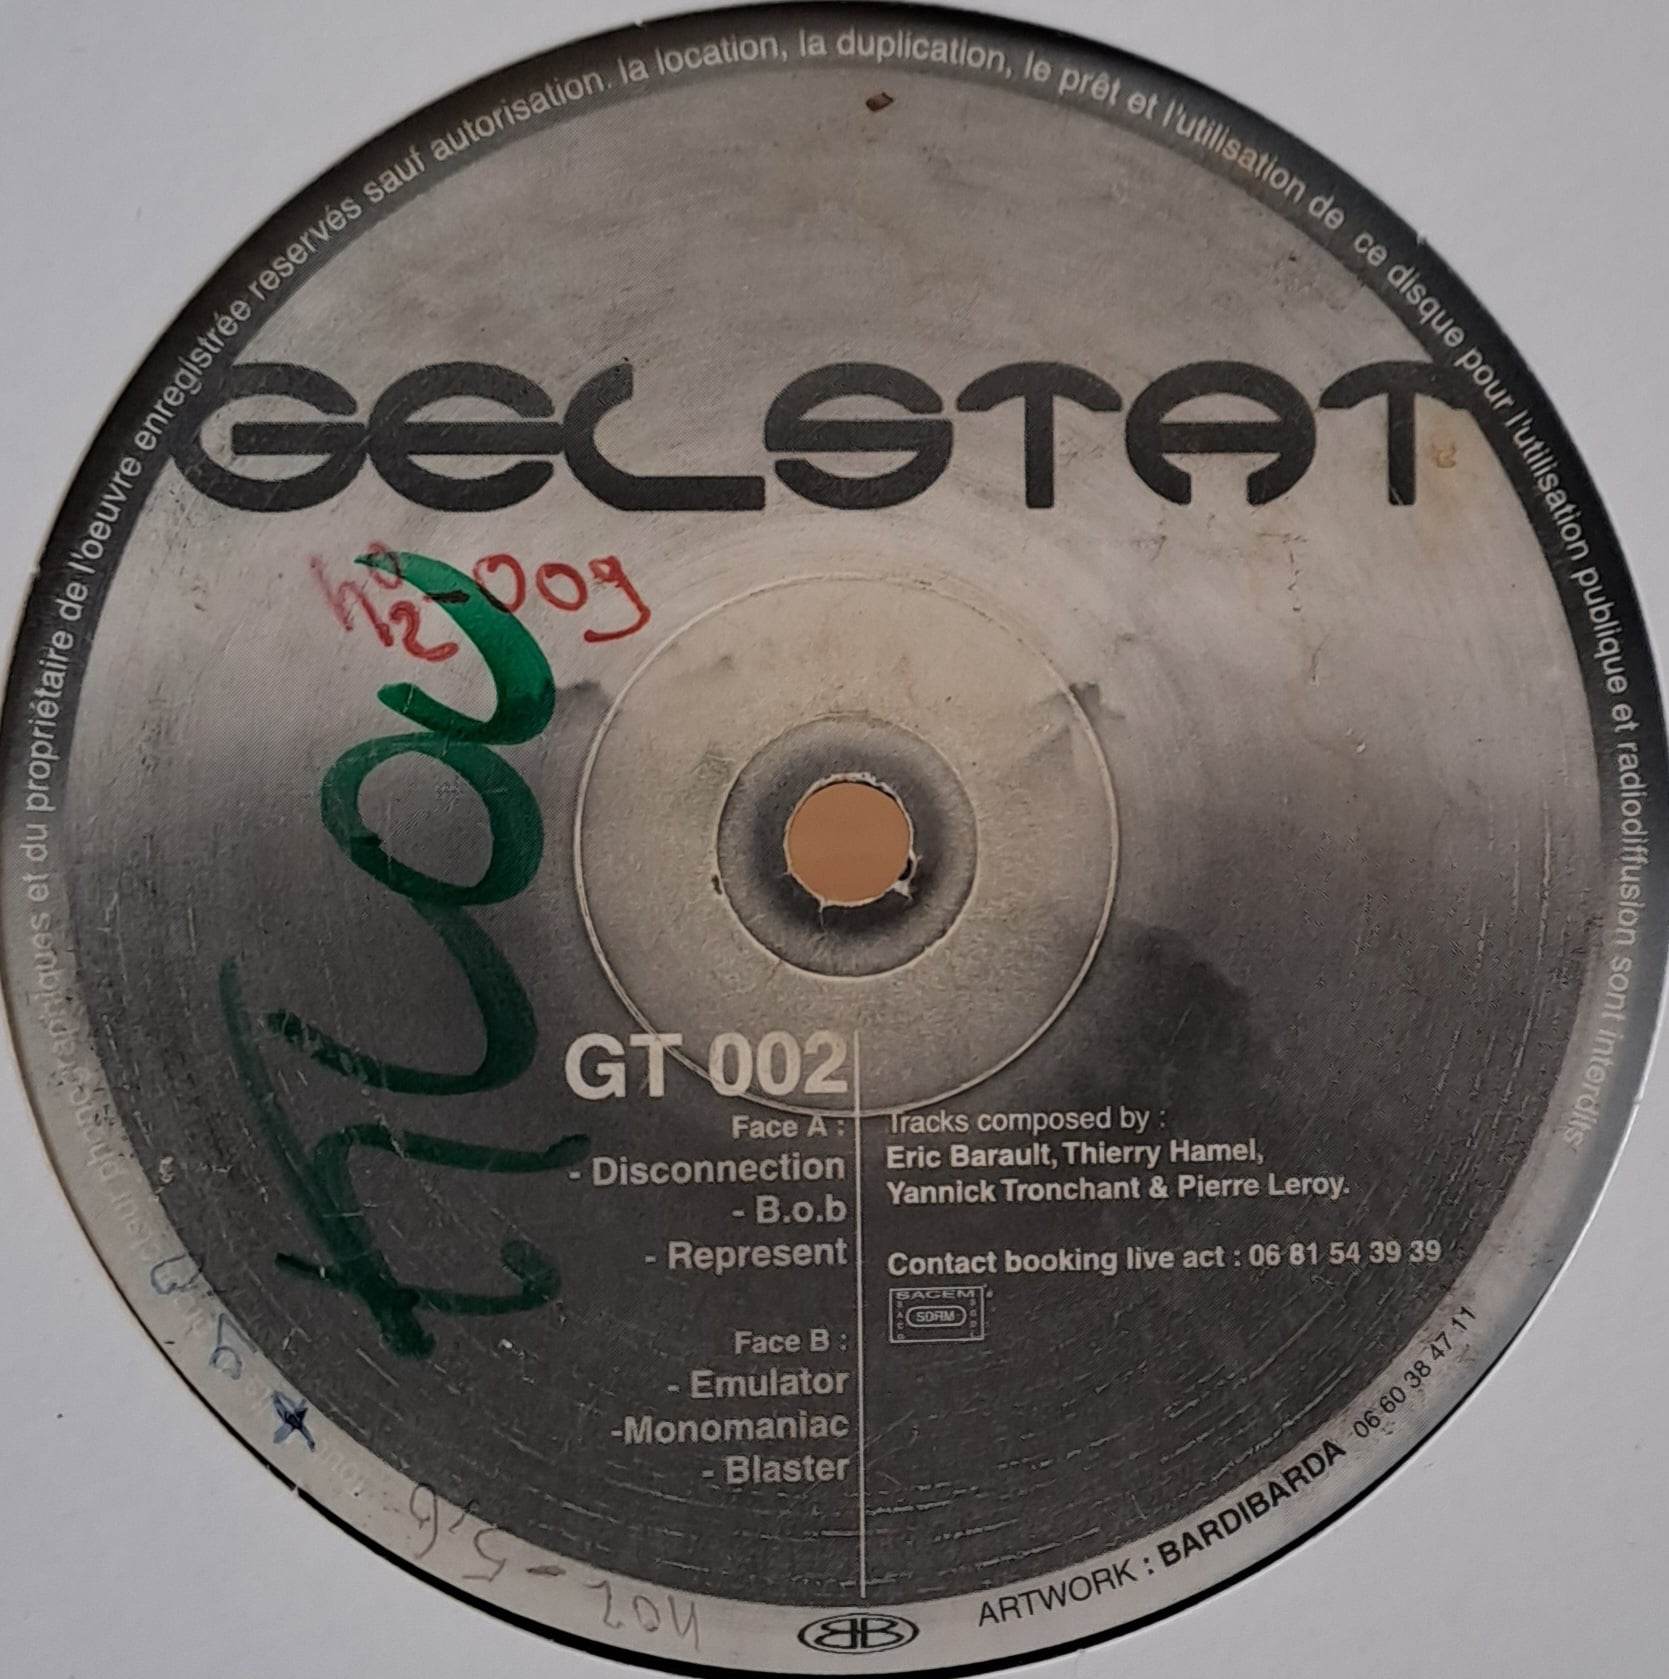 et du propriétaire de l'oeuvre enregistrée reservés sauf autorisation. la location, la duplication, le prêt et l'utilisation de ce disque pour l'utilisation publique et radiodiffusion sont interdits
GELSTAT
009
GT 002
Face A :
- Disconnection
- B.o.b
- Represent
Face B :
- Emulator
-Monomaniac
- Blaster
Tracks composed by :
Eric Barault, Thierry Hamel,
Yannick Tronchant & Pierre Leroy.
Contact booking live act : 06 81 54 39 39
SACEM
SDRM
ARTWORK : BARDIBARDA 06 60 38 47 11